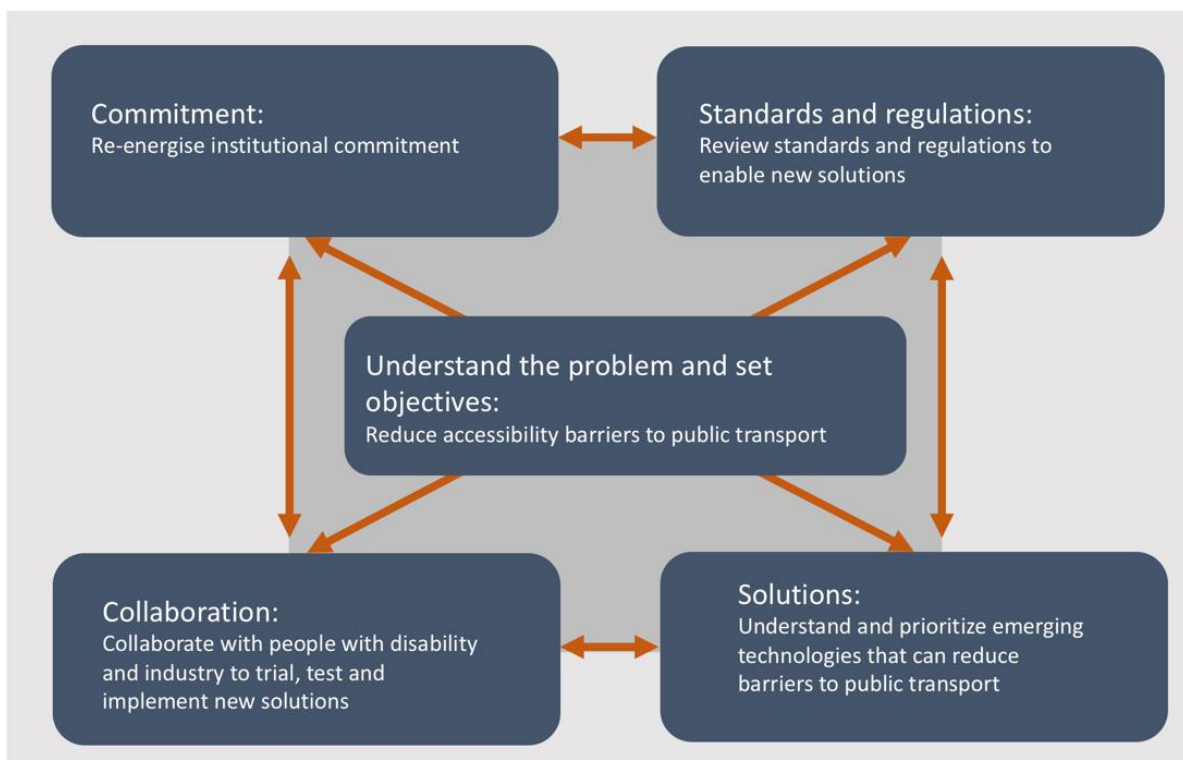 Commitment:
Re-energise institutional commitment
Standards and regulations:
Review standards and regulations to
enable new solutions
Understand the problem and set
objectives:
Reduce accessibility barriers to public transport
Collaboration:
Collaborate with people with disability
and industry to trial, test and
implement new solutions
Solutions:
Understand and prioritize emerging
technologies that can reduce
barriers to public transport